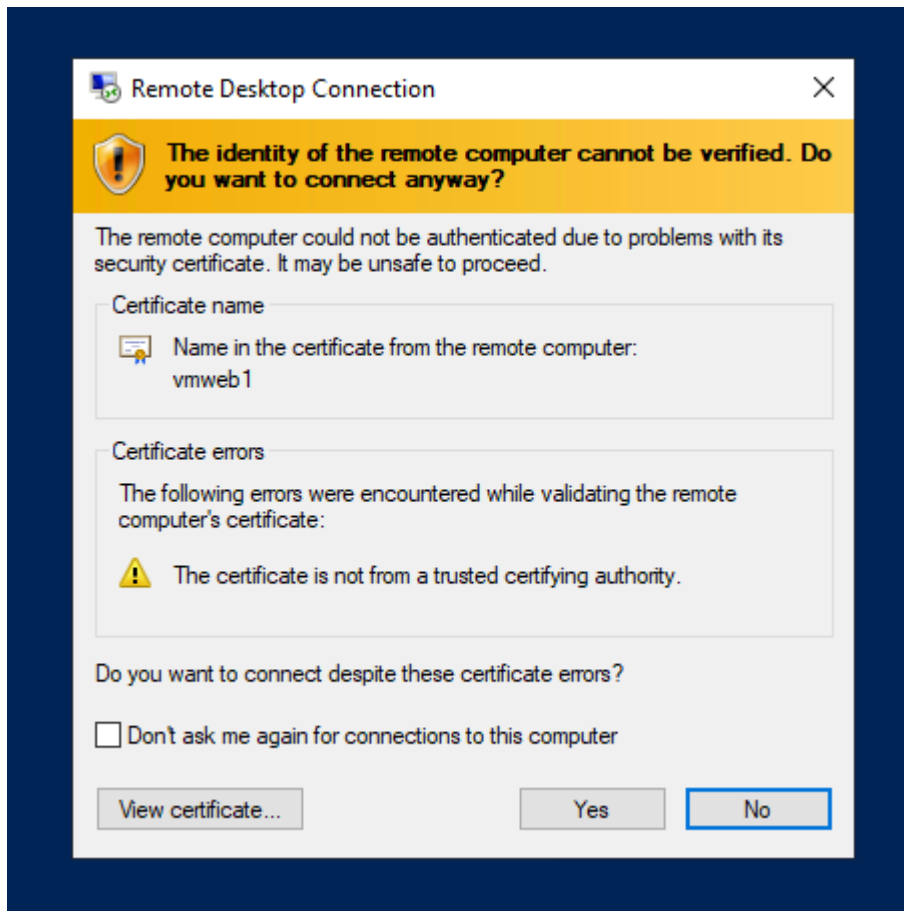 Remote Desktop Connection
The identity of the remote computer cannot be verified. Do
you want to connect anyway?
The remote computer could not be authenticated due to problems with its
security certificate. It may be unsafe to proceed.
Certificate name
Name in the certificate from the remote computer:
vmweb1
Certificate errors
The following errors were encountered while validating the remote
computer's certificate:
The certificate is not from a trusted certifying authority.
Do you want to connect despite these certificate errors?
Don't ask me again for connections to this computer
View certificate...
Yes
No